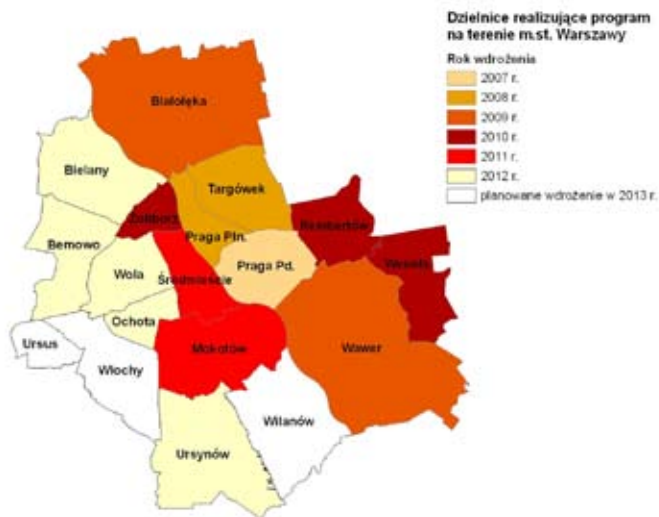 Dzielnice realizujące program
na terenie m.st. Warszawy
Rok wdrożenia
2007 r.
2008 r.
2009 r.
2010 r.
2011 r.
2012 r.
planowane wdrożenie w 2013 r.
Białołęka
Bielany
Targówek
Żoliborz
Rembertów
Bemowo
Praga Płn.
Wesoła
Wola
Praga Pd.
Śródmieście
Ochota
Ursus
Mokotów
Wawer
Włochy
Wilanów
Ursynów